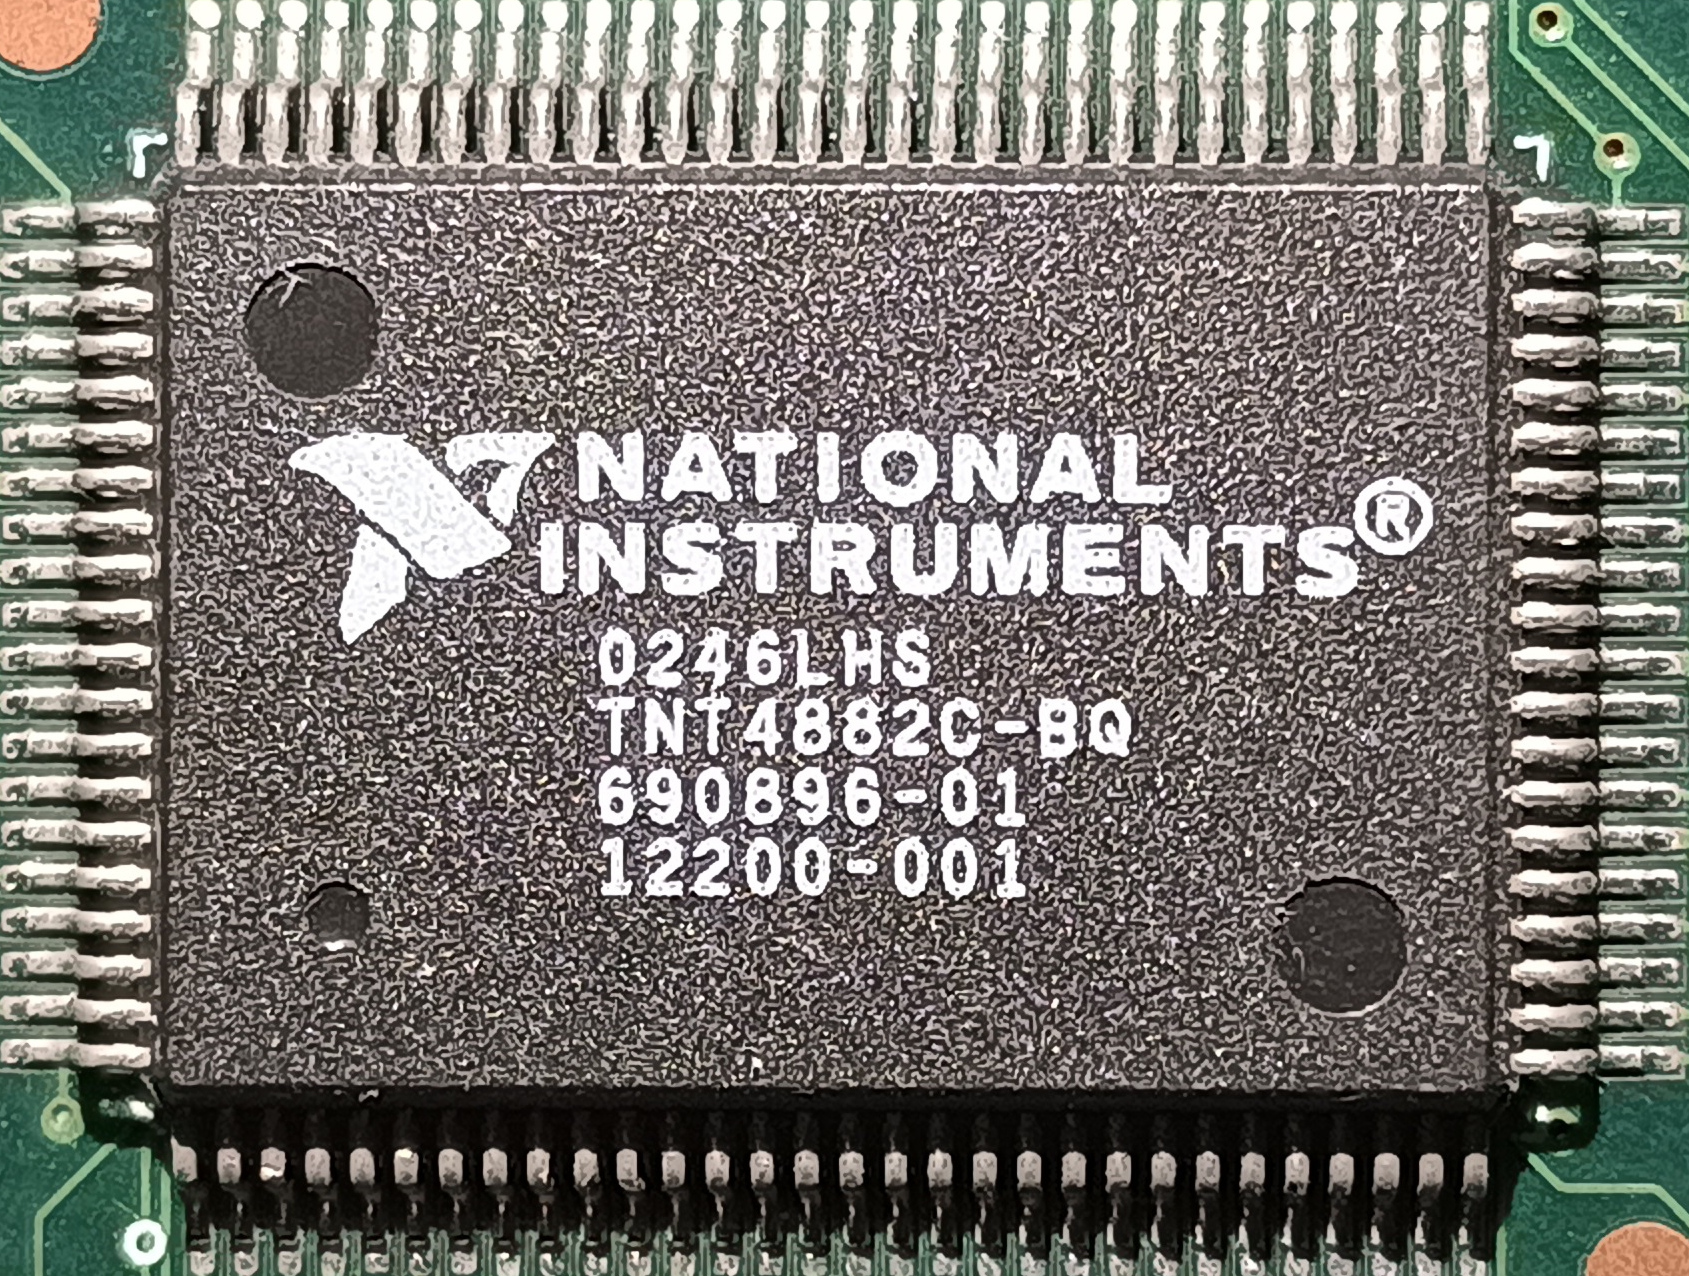 NATIONAL
INSTRUMENTS®
0246LHS
TNT4882C-BQ
690896-01
12200-001